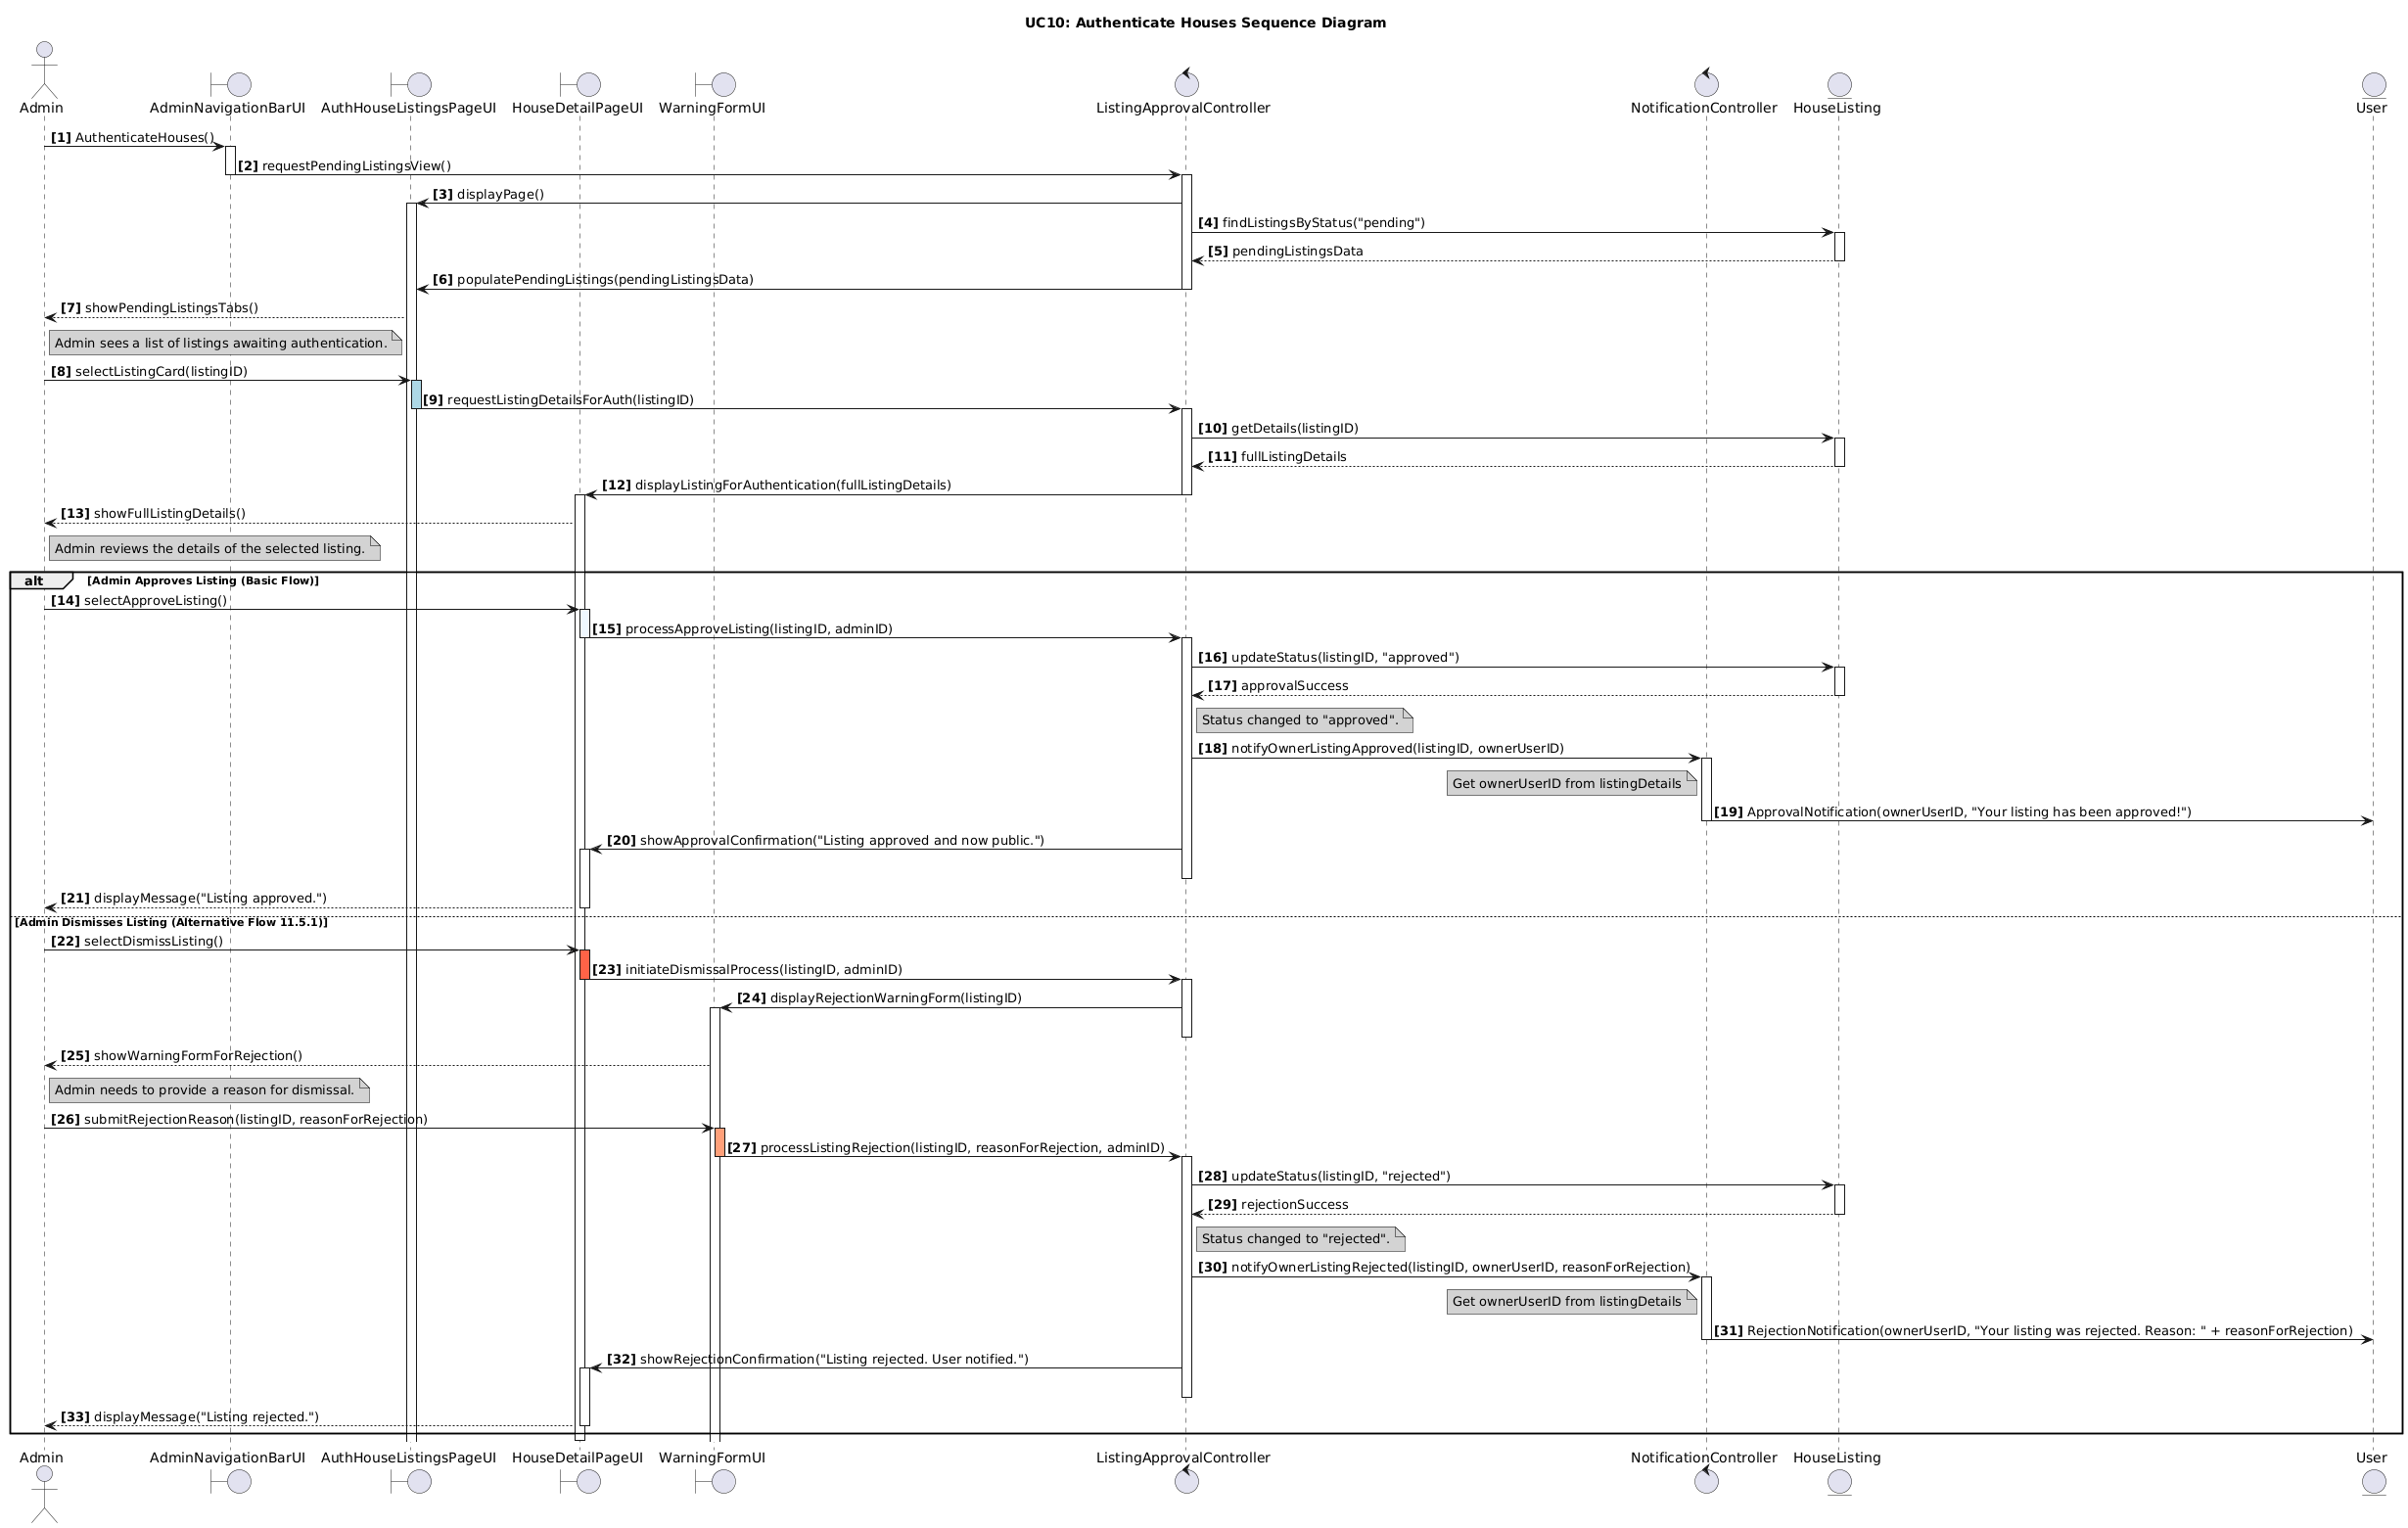 UC10: Authenticate Houses Sequence Diagram
Admin
AdminNavigationBarUI
AuthHouseListingsPageUI
HouseDetailPageUI
WarningFormUI
ListingApprovalController
NotificationController
HouseListing
User
[1] AuthenticateHouses()
[2] requestPendingListingsView()
[3] displayPage()
[4] findListingsByStatus("pending")
[5] pendingListingsData
[6] populatePendingListings(pendingListingsData)
[7] showPendingListingsTabs()
Admin sees a list of listings awaiting authentication.
[8] selectListingCard(listingID)
[9] requestListingDetailsForAuth(listingID)
[10] getDetails(listingID)
[11] fullListingDetails
[12] displayListingForAuthentication(fullListingDetails)
[13] showFullListingDetails()
Admin reviews the details of the selected listing.
alt [Admin Approves Listing (Basic Flow)]
[14] selectApproveListing()
[15] processApproveListing(listingID, adminID)
[16] updateStatus(listingID, "approved")
[17] approvalSuccess
Status changed to "approved".
[18] notifyOwnerListingApproved(listingID, ownerUserID)
Get ownerUserID from listingDetails
[19] ApprovalNotification(ownerUserID, "Your listing has been approved!")
[20] showApprovalConfirmation("Listing approved and now public.")
[21] displayMessage("Listing approved.")
[Admin Dismisses Listing (Alternative Flow 11.5.1)]
[22] selectDismissListing()
[23] initiateDismissalProcess(listingID, adminID)
[24] displayRejectionWarningForm(listingID)
[25] showWarningFormForRejection()
Admin needs to provide a reason for dismissal.
[26] submitRejectionReason(listingID, reasonForRejection)
[27] processListingRejection(listingID, reasonForRejection, adminID)
[28] updateStatus(listingID, "rejected")
[29] rejectionSuccess
Status changed to "rejected".
[30] notifyOwnerListingRejected(listingID, ownerUserID, reasonForRejection)
Get ownerUserID from listingDetails
[31] RejectionNotification(ownerUserID, "Your listing was rejected. Reason: " + reasonForRejection)
[32] showRejectionConfirmation("Listing rejected. User notified.")
[33] displayMessage("Listing rejected.")
Admin
AdminNavigationBarUI
AuthHouseListingsPageUI
HouseDetailPageUI
WarningFormUI
ListingApprovalController
NotificationController
HouseListing
User